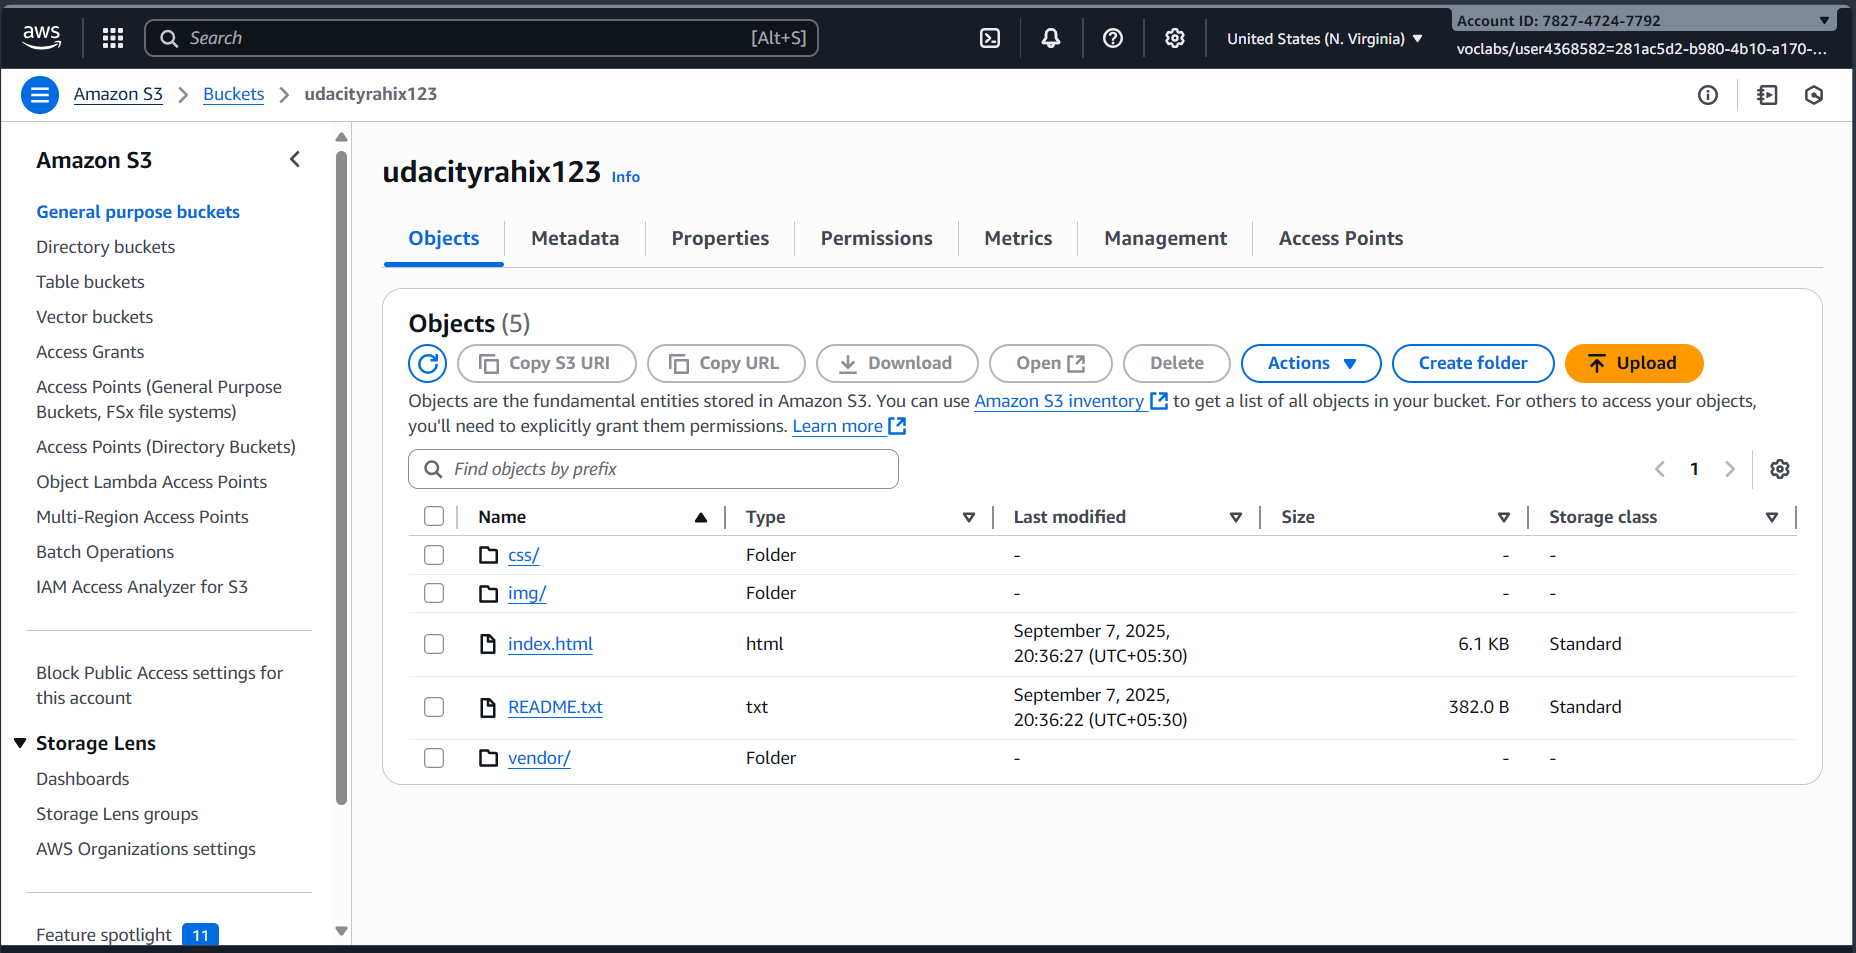 aws
Search [Alt+S]
United States (N. Virginia)
Account ID: 7827-4724-7792
voclabs/user4368582=281ac5d2-b980-4b10-a170-...
Amazon S3 Buckets udacityrahix123
Amazon S3
General purpose buckets
Directory buckets
Table buckets
Vector buckets
Access Grants
Access Points (General Purpose
Buckets, FSx file systems)
Access Points (Directory Buckets)
Object Lambda Access Points
Multi-Region Access Points
Batch Operations
IAM Access Analyzer for S3
Block Public Access settings for
this account
Storage Lens
Dashboards
Storage Lens groups
AWS Organizations settings
Feature spotlight 11
udacityrahix123 Info
Objects Metadata Properties Permissions Metrics Management Access Points
Objects (5)
Copy S3 URI Copy URL Download Open Delete Actions Create folder Upload
Objects are the fundamental entities stored in Amazon S3. You can use Amazon S3 inventory to get a list of all objects in your bucket. For others to access your objects,
you'll need to explicitly grant them permissions. Learn more
Find objects by prefix
1
Name Type Last modified Size Storage class
css/ Folder - - -
img/ Folder - - -
index.html html September 7, 2025, 20:36:27 (UTC+05:30) 6.1 KB Standard
README.txt txt September 7, 2025, 20:36:22 (UTC+05:30) 382.0 B Standard
vendor/ Folder - - -